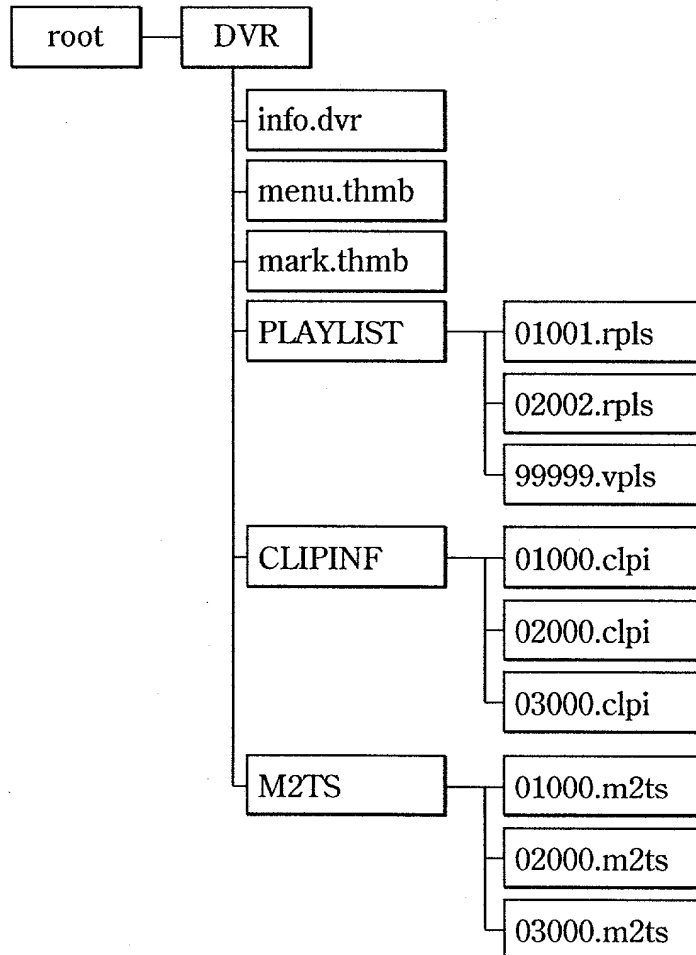 root
DVR
info.dvr
menu.thmb
mark.thmb
PLAYLIST
01001.rpls
02002.rpls
99999.vpls
CLIPINF
01000.clpi
02000.clpi
03000.clpi
M2TS
01000.m2ts
02000.m2ts
03000.m2ts